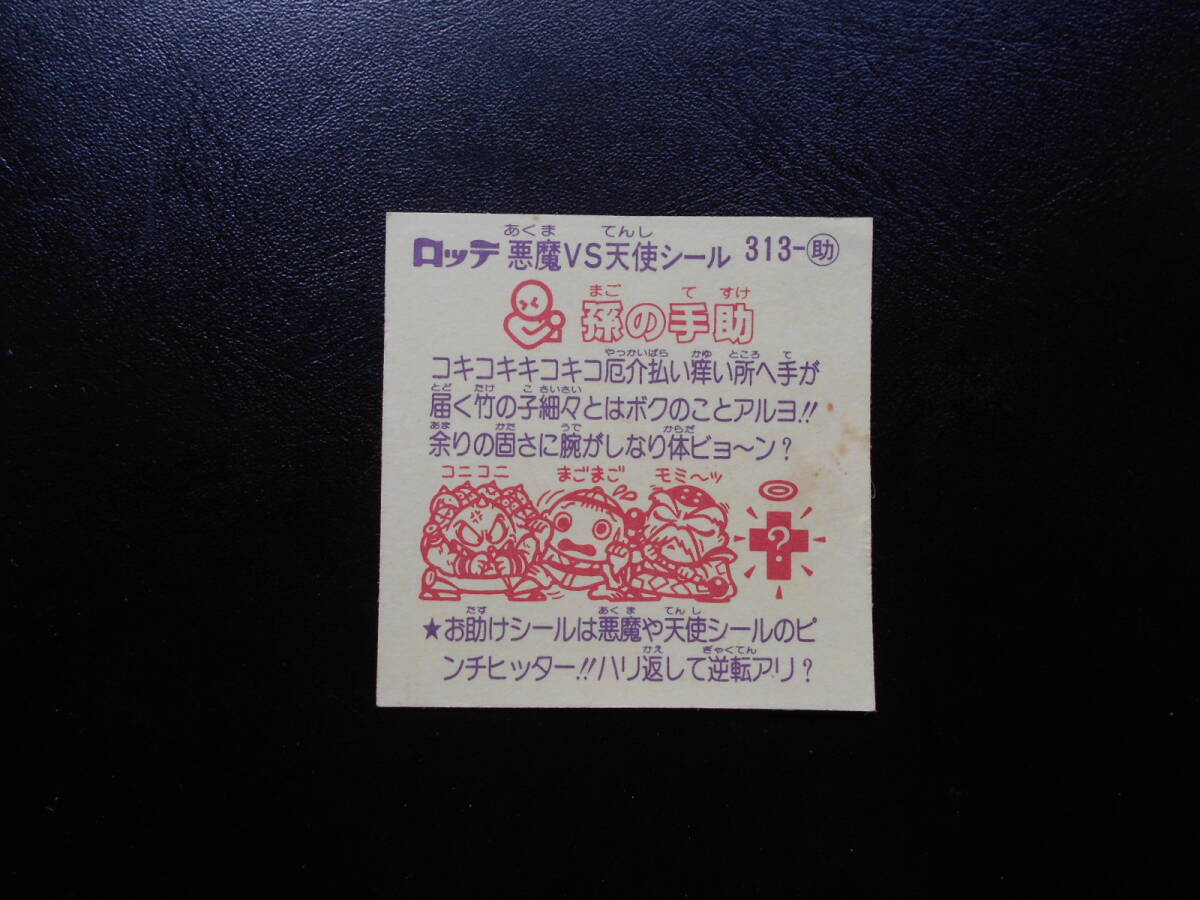 ロッテ 悪魔VS天使シール 313-助
あくま てんし
孫の手助
まご て すけ
コキコキキコキコ厄介払い痒い所へ手が
やっかいばら かゆ ところ て
届く竹の子細々とはボクのことアルヨ!!
とど たけ こ さいさい
余りの固さに腕がしなり体ビョ〜ン?
あま かた うで からだ
コニコニ まごまご モミ〜ッ
?
★お助けシールは悪魔や天使シールのピ
たす あくま てんし
ンチヒッター!!ハリ返して逆転アリ?
かえ ぎゃくてん